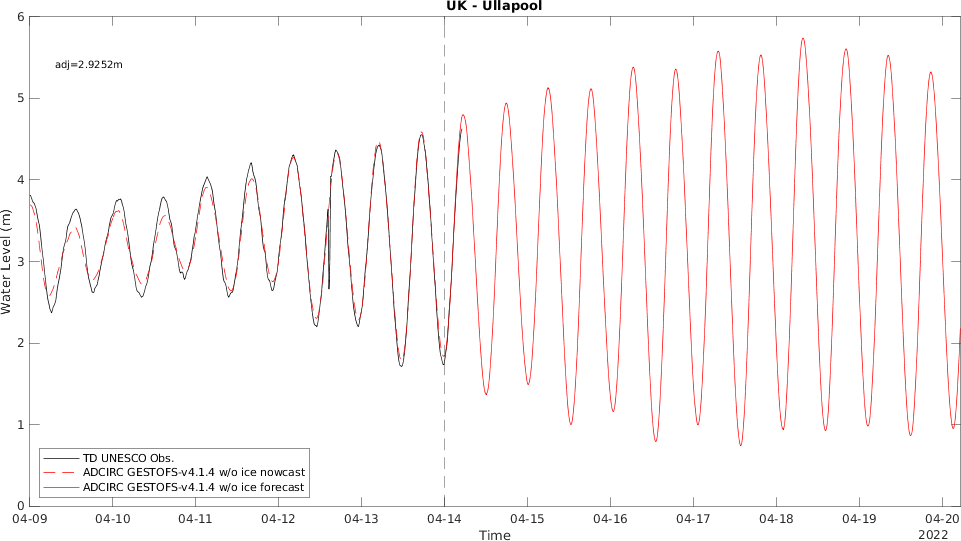 UK - Ullapool
6
adj=2.9252m
5
4
3
2
1
0
Water Level (m)
TD UNESCO Obs.
ADCIRC GESTOFS-v4.1.4 w/o ice nowcast
ADCIRC GESTOFS-v4.1.4 w/o ice forecast
04-09 04-10 04-11 04-12 04-13 04-14 04-15 04-16 04-17 04-18 04-19 04-20
Time
2022